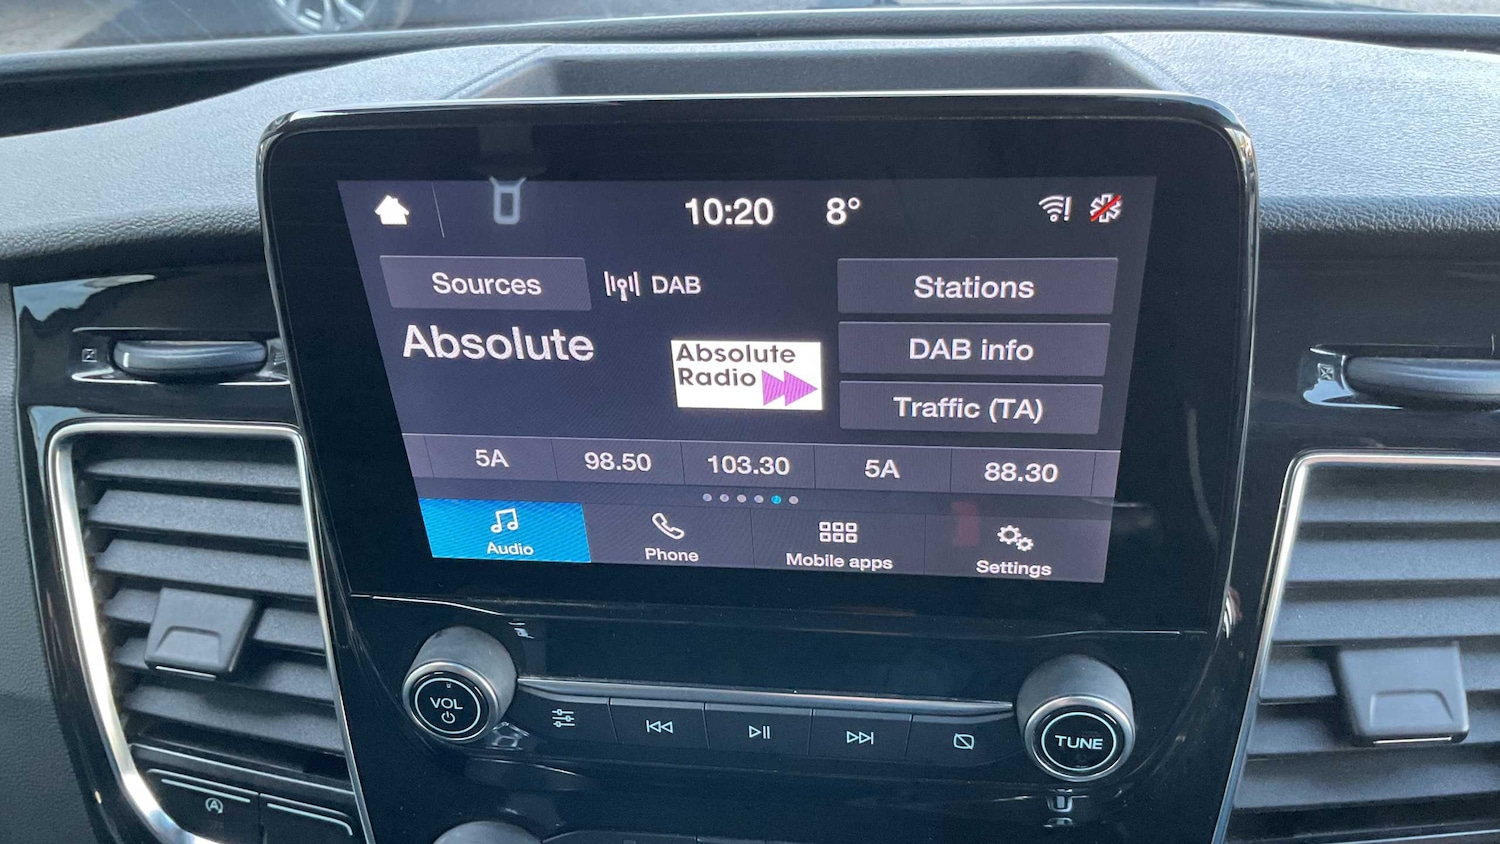 10:20 8°
Sources DAB Stations
Absolute
Absolute
Radio
DAB info
Traffic (TA)
5A 98.50 103.30 5A 88.30
Audio Phone Mobile apps Settings
VOL
TUNE
A